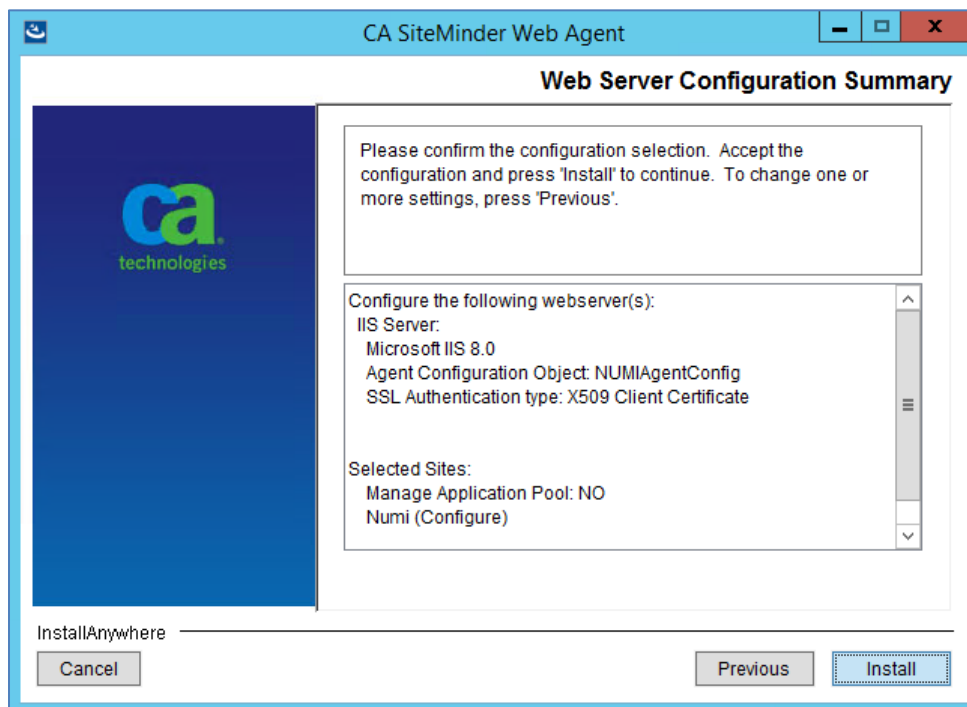 CA SiteMinder Web Agent
Web Server Configuration Summary
ca
technologies
Please confirm the configuration selection. Accept the
configuration and press 'Install' to continue. To change one or
more settings, press 'Previous'.
Configure the following webserver(s):
IIS Server:
Microsoft IIS 8.0
Agent Configuration Object: NUMIAgentConfig
SSL Authentication type: X509 Client Certificate
Selected Sites:
Manage Application Pool: NO
Numi (Configure)
InstallAnywhere
Cancel
Previous
Install